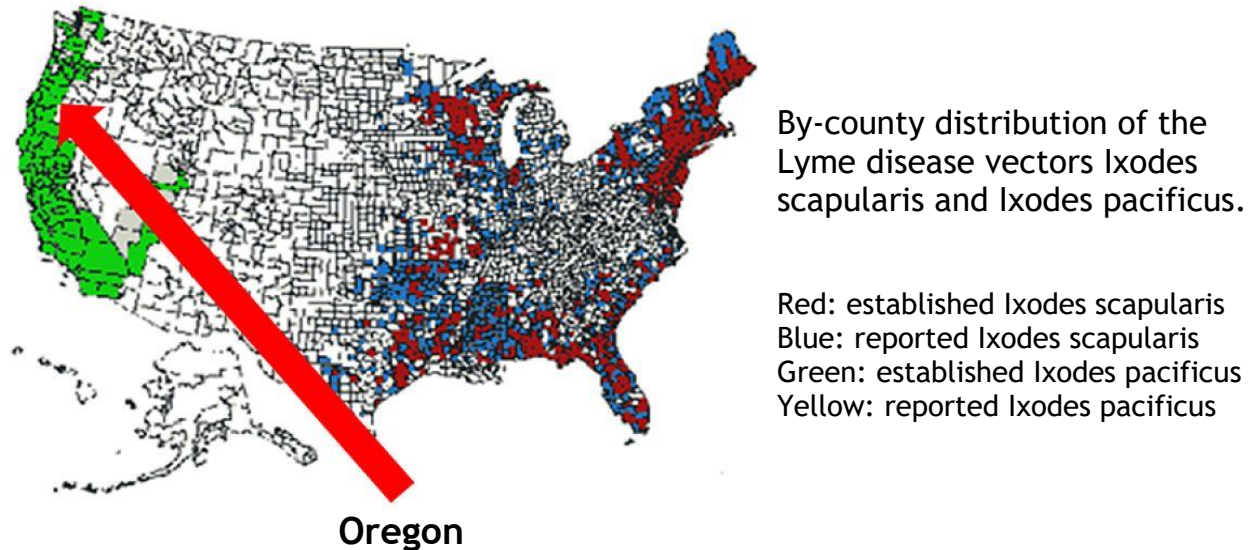 By-county distribution of the
Lyme disease vectors Ixodes
scapularis and Ixodes pacificus.
Red: established Ixodes scapularis
Blue: reported Ixodes scapularis
Green: established Ixodes pacificus
Yellow: reported Ixodes pacificus
Oregon